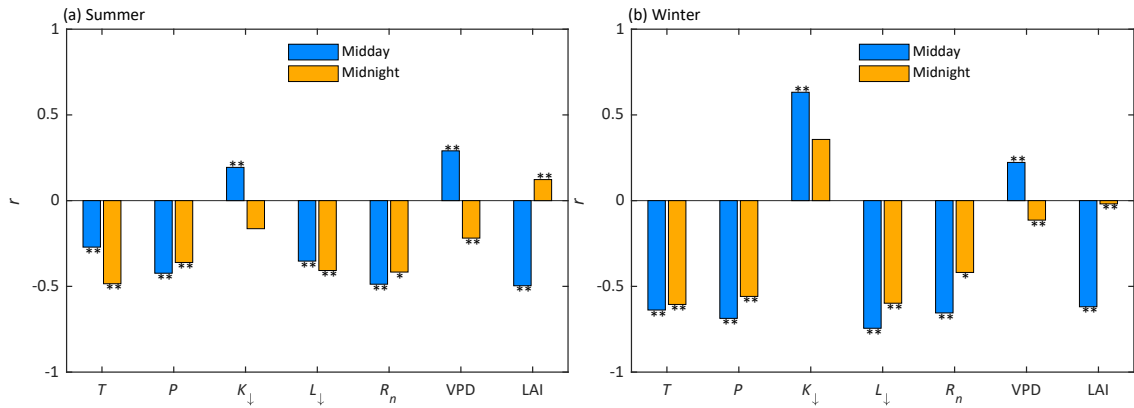 (a) Summer
1
0.5
0
-0.5
-1
r
Midday
Midnight
** ** ** ** ** ** ** ** ** * ** ** ** **
T P K↓ L↓ Rn VPD LAI
(b) Winter
1
0.5
0
-0.5
-1
r
Midday
Midnight
** ** ** ** ** ** ** ** * ** ** ** **
T P K↓ L↓ Rn VPD LAI